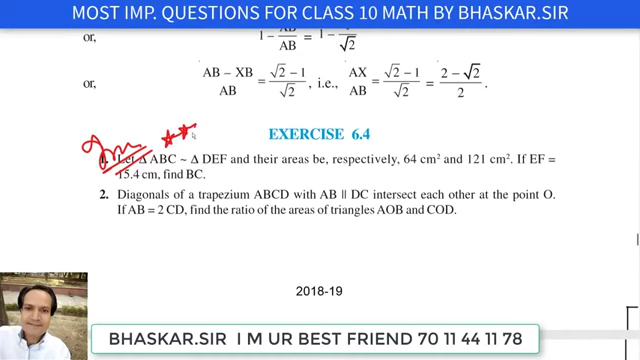 MOST IMP. QUESTIONS FOR CLASS 10 MATH BY BHASKAR.SIR
or, 1 – AB = 1 – √2
or, AB – XB / AB = √2 – 1 / √2 , i.e., AX / AB = √2 – 1 / √2 = 2 – √2 / 2 .
EXERCISE 6.4
1. Let Δ ABC ~ Δ DEF and their areas be, respectively, 64 cm² and 121 cm². If EF =
15.4 cm, find BC.
2. Diagonals of a trapezium ABCD with AB || DC intersect each other at the point O.
If AB = 2 CD, find the ratio of the areas of triangles AOB and COD.
2018-19
BHASKAR.SIR I M UR BEST FRIEND 70 11 44 11 78